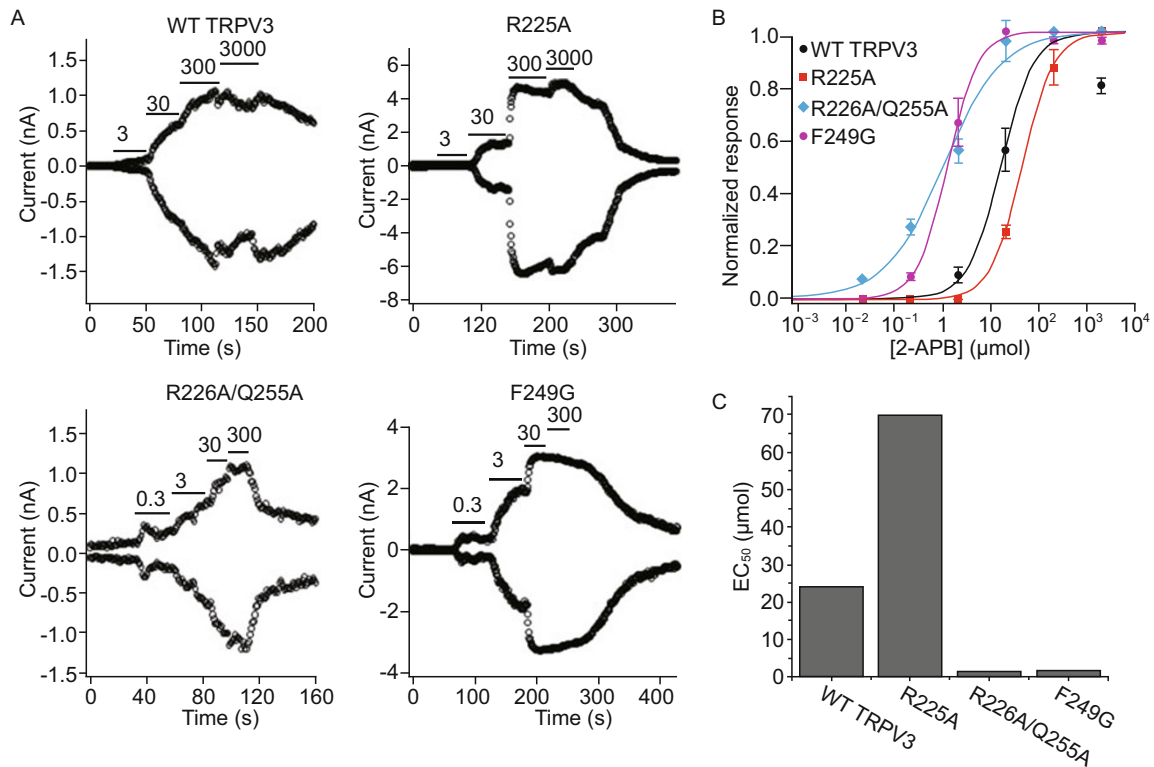 A
WT TRPV3
Current (nA)
1.5
1.0
0.5
0.0
-0.5
-1.0
-1.5
3
30
300
3000
0 50 100 150 200
Time (s)
R225A
Current (nA)
6
4
2
0
-2
-4
-6
-8
3
30
300
3000
0 120 200 300
Time (s)
R226A/Q255A
Current (nA)
1.5
1.0
0.5
0.0
-0.5
-1.0
-1.5
0.3
3
30
300
0 40 80 120 160
Time (s)
F249G
Current (nA)
4
2
0
-2
-4
0.3
3
30
300
0 100 200 300 400
Time (s)
B
Normalized response
1.0
0.8
0.6
0.4
0.2
0.0
WT TRPV3
R225A
R226A/Q255A
F249G
10⁻³ 10⁻² 10⁻¹ 1 10 10² 10³ 10⁴
[2-APB] (μmol)
C
EC₅₀ (μmol)
70
60
50
40
30
20
10
0
WT TRPV3
R225A
R226A/Q255A
F249G